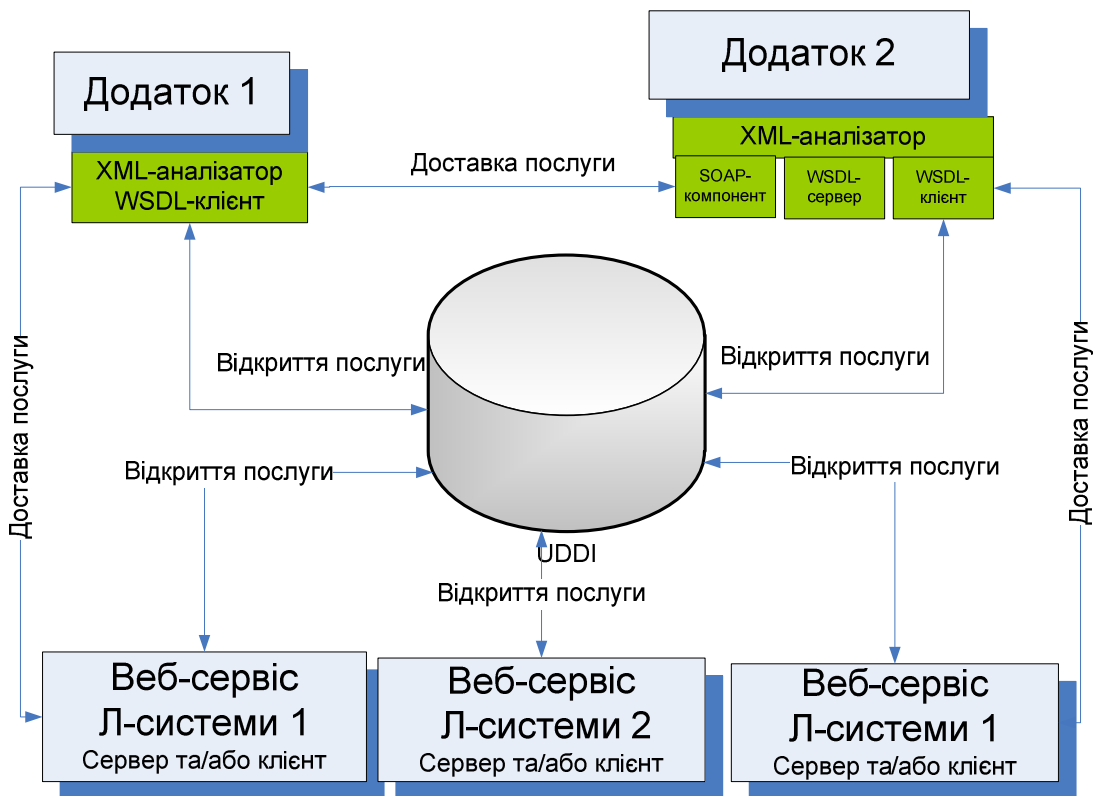 Додаток 1
Додаток 2
XML-аналізатор
WSDL-клієнт
Доставка послуги
XML-аналізатор
SOAP-
компонент
WSDL-
сервер
WSDL-
клієнт
Доставка послуги
Відкриття послуги
Відкриття послуги
Доставка послуги
Відкриття послуги
Відкриття послуги
UDDI
Відкриття послуги
Веб-сервіс
Л-системи 1
Сервер та/або клієнт
Веб-сервіс
Л-системи 2
Сервер та/або клієнт
Веб-сервіс
Л-системи 1
Сервер та/або клієнт